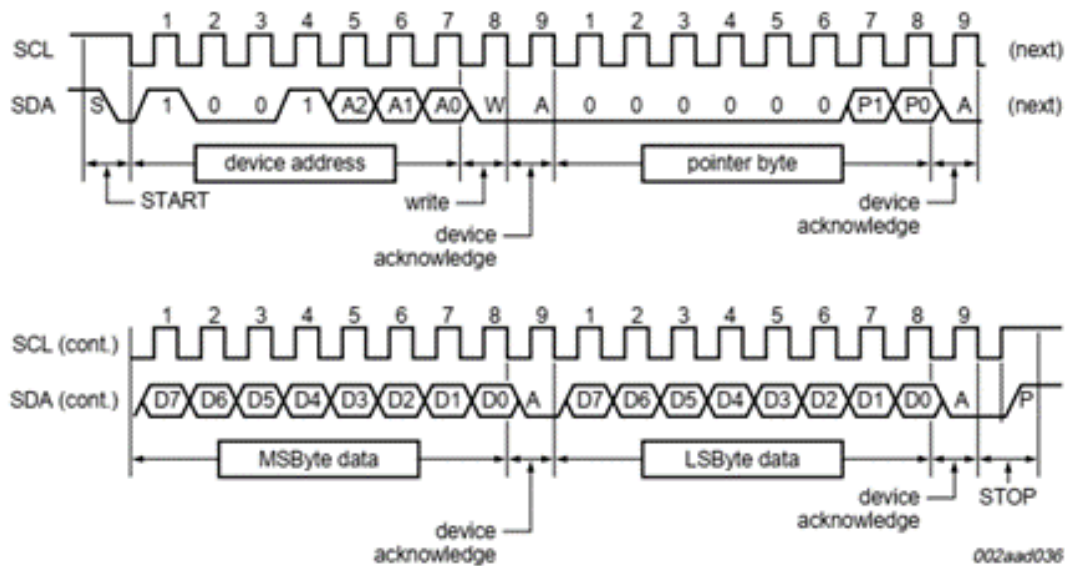 1 2 3 4 5 6 7 8 9 1 2 3 4 5 6 7 8 9
SCL (next)
SDA S 1 0 0 1 A2 A1 A0 W A 0 0 0 0 0 0 P1 P0 A (next)
device address pointer byte
START write device device
device acknowledge
acknowledge
1 2 3 4 5 6 7 8 9 1 2 3 4 5 6 7 8 9
SCL (cont.)
SDA (cont.) D7 D6 D5 D4 D3 D2 D1 D0 A D7 D6 D5 D4 D3 D2 D1 D0 A P
MSByte data LSByte data
device STOP
device acknowledge
acknowledge 002aad036